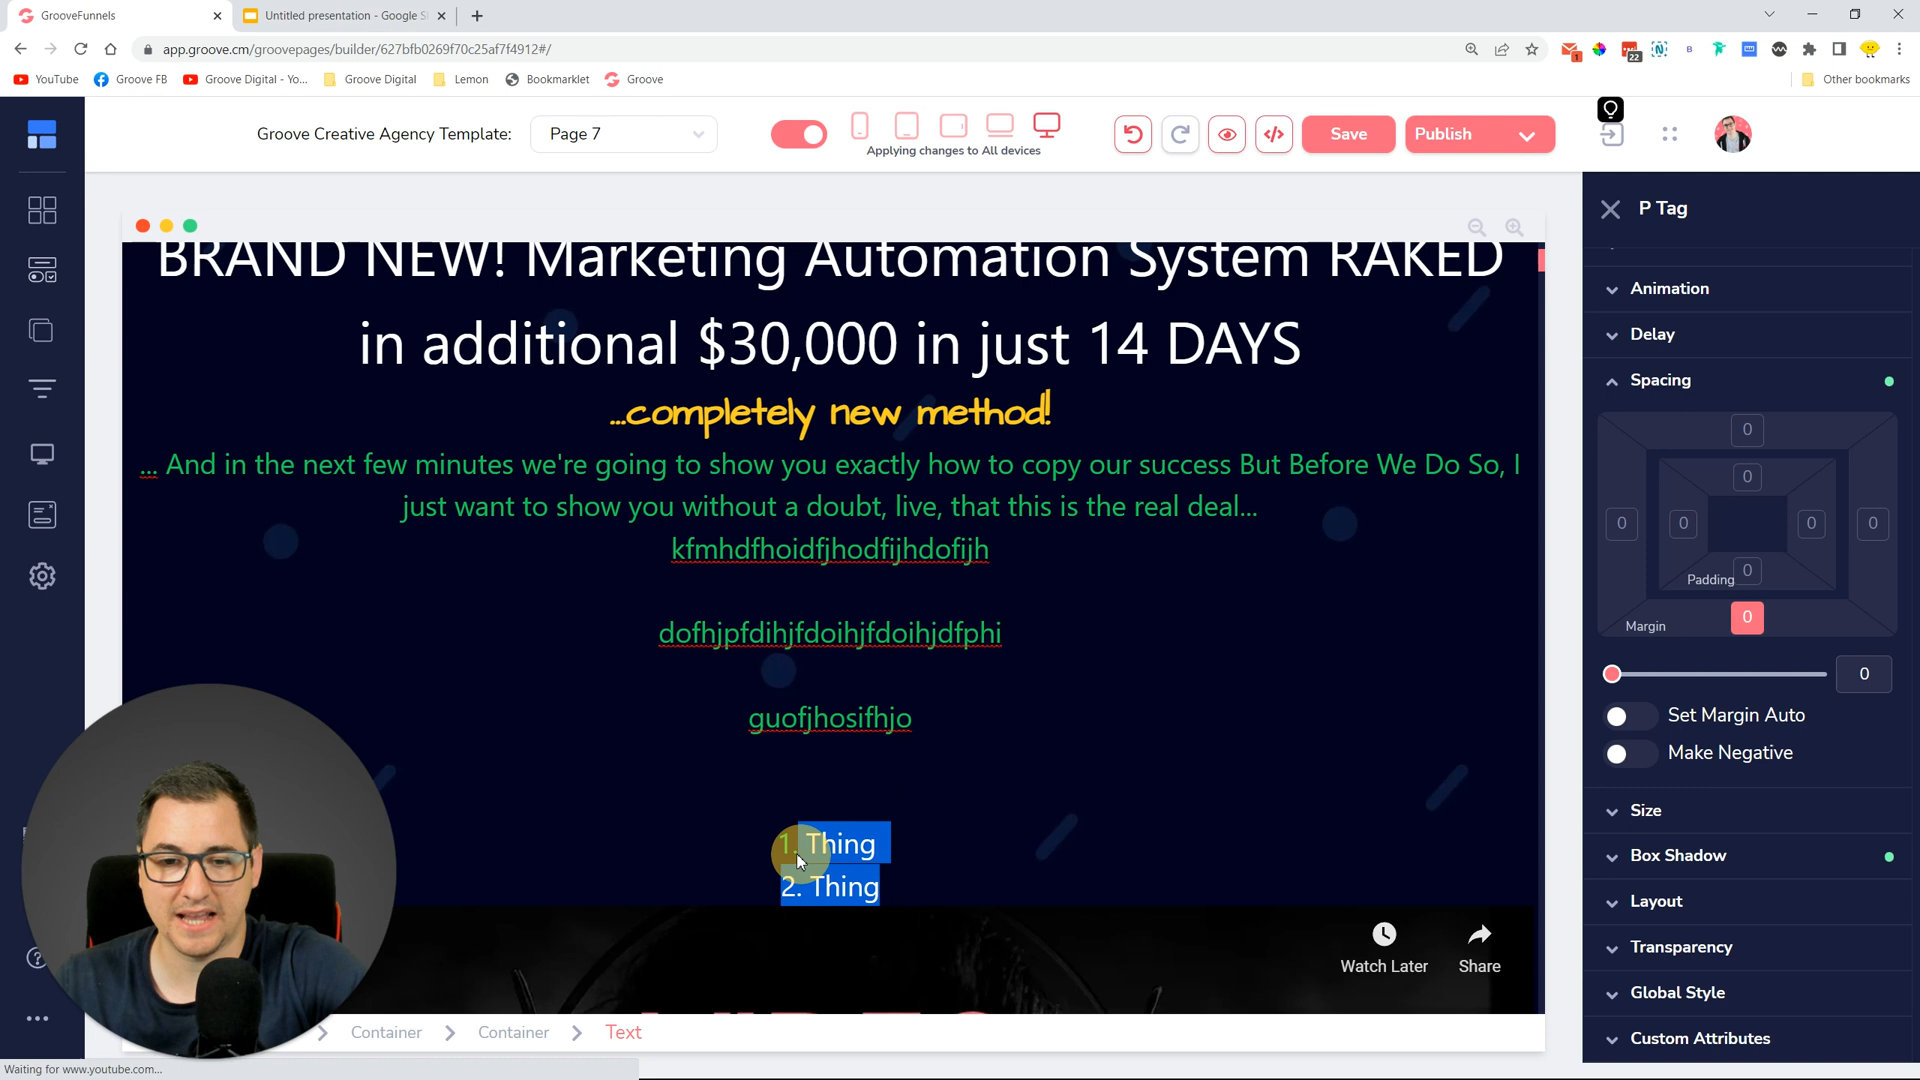 GrooveFunnels
Untitled presentation - Google S
app.groove.cm/groovepages/builder/627bfb0269f70c25af7f4912#/
1
22
YouTube
Groove FB
Groove Digital - Yo...
Groove Digital
Lemon
Bookmarklet
Groove
Other bookmarks
Groove Creative Agency Template:
Page 7
Applying changes to All devices
Save
Publish
P Tag
BRAND NEW! Marketing Automation System RAKED
in additional $30,000 in just 14 DAYS
...completely new method!
... And in the next few minutes we're going to show you exactly how to copy our success But Before We Do So, I
just want to show you without a doubt, live, that this is the real deal...
kfmhdfhoidfjhodfijhdofijh
dofhjpfdihjfdoihjfdoihjdfphi
guofjhosifhjo
1. Thing
2. Thing
Watch Later
Share
Animation
Delay
Spacing
0
0
0
0
0
0
0
Padding
0
Margin
0
Set Margin Auto
Make Negative
Size
Box Shadow
Layout
Transparency
Global Style
Custom Attributes
Container
Container
Text
Waiting for www.youtube.com...